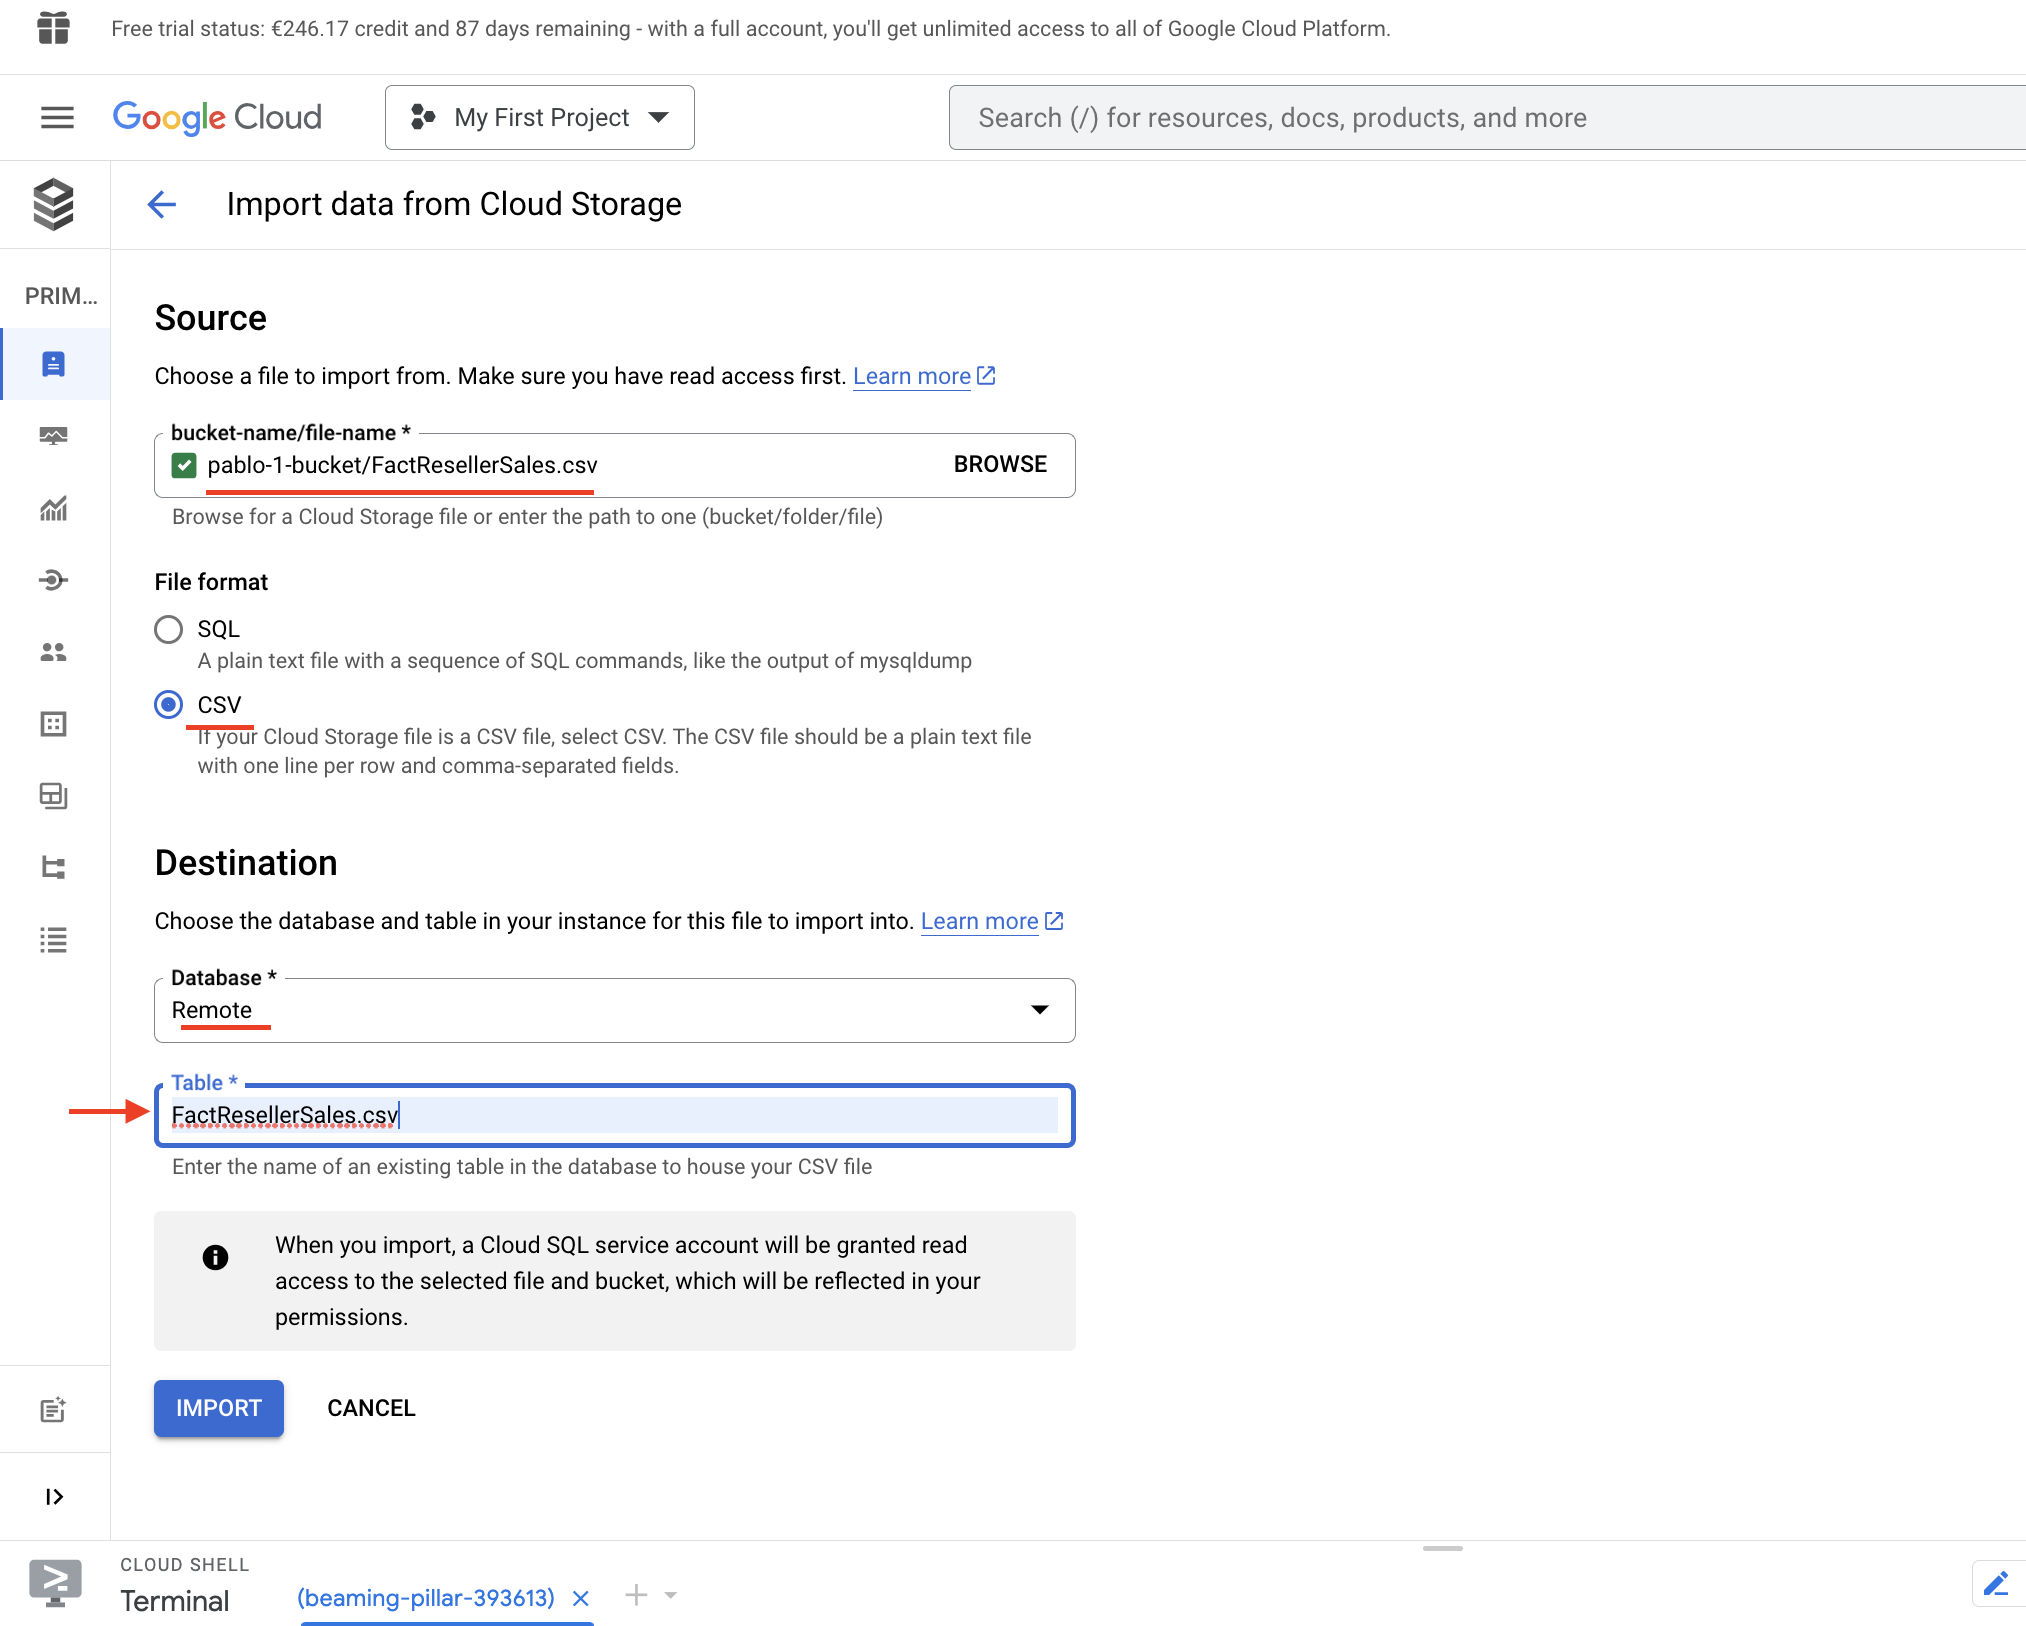 Free trial status: €246.17 credit and 87 days remaining - with a full account, you'll get unlimited access to all of Google Cloud Platform.
Google Cloud
My First Project
Search (/) for resources, docs, products, and more
Import data from Cloud Storage
PRIM...
Source
Choose a file to import from. Make sure you have read access first. Learn more
bucket-name/file-name *
pablo-1-bucket/FactResellerSales.csv
BROWSE
Browse for a Cloud Storage file or enter the path to one (bucket/folder/file)
File format
SQL
A plain text file with a sequence of SQL commands, like the output of mysqldump
CSV
If your Cloud Storage file is a CSV file, select CSV. The CSV file should be a plain text file
with one line per row and comma-separated fields.
Destination
Choose the database and table in your instance for this file to import into. Learn more
Database *
Remote
Table *
FactResellerSales.csv
Enter the name of an existing table in the database to house your CSV file
When you import, a Cloud SQL service account will be granted read
access to the selected file and bucket, which will be reflected in your
permissions.
IMPORT
CANCEL
CLOUD SHELL
Terminal
(beaming-pillar-393613)